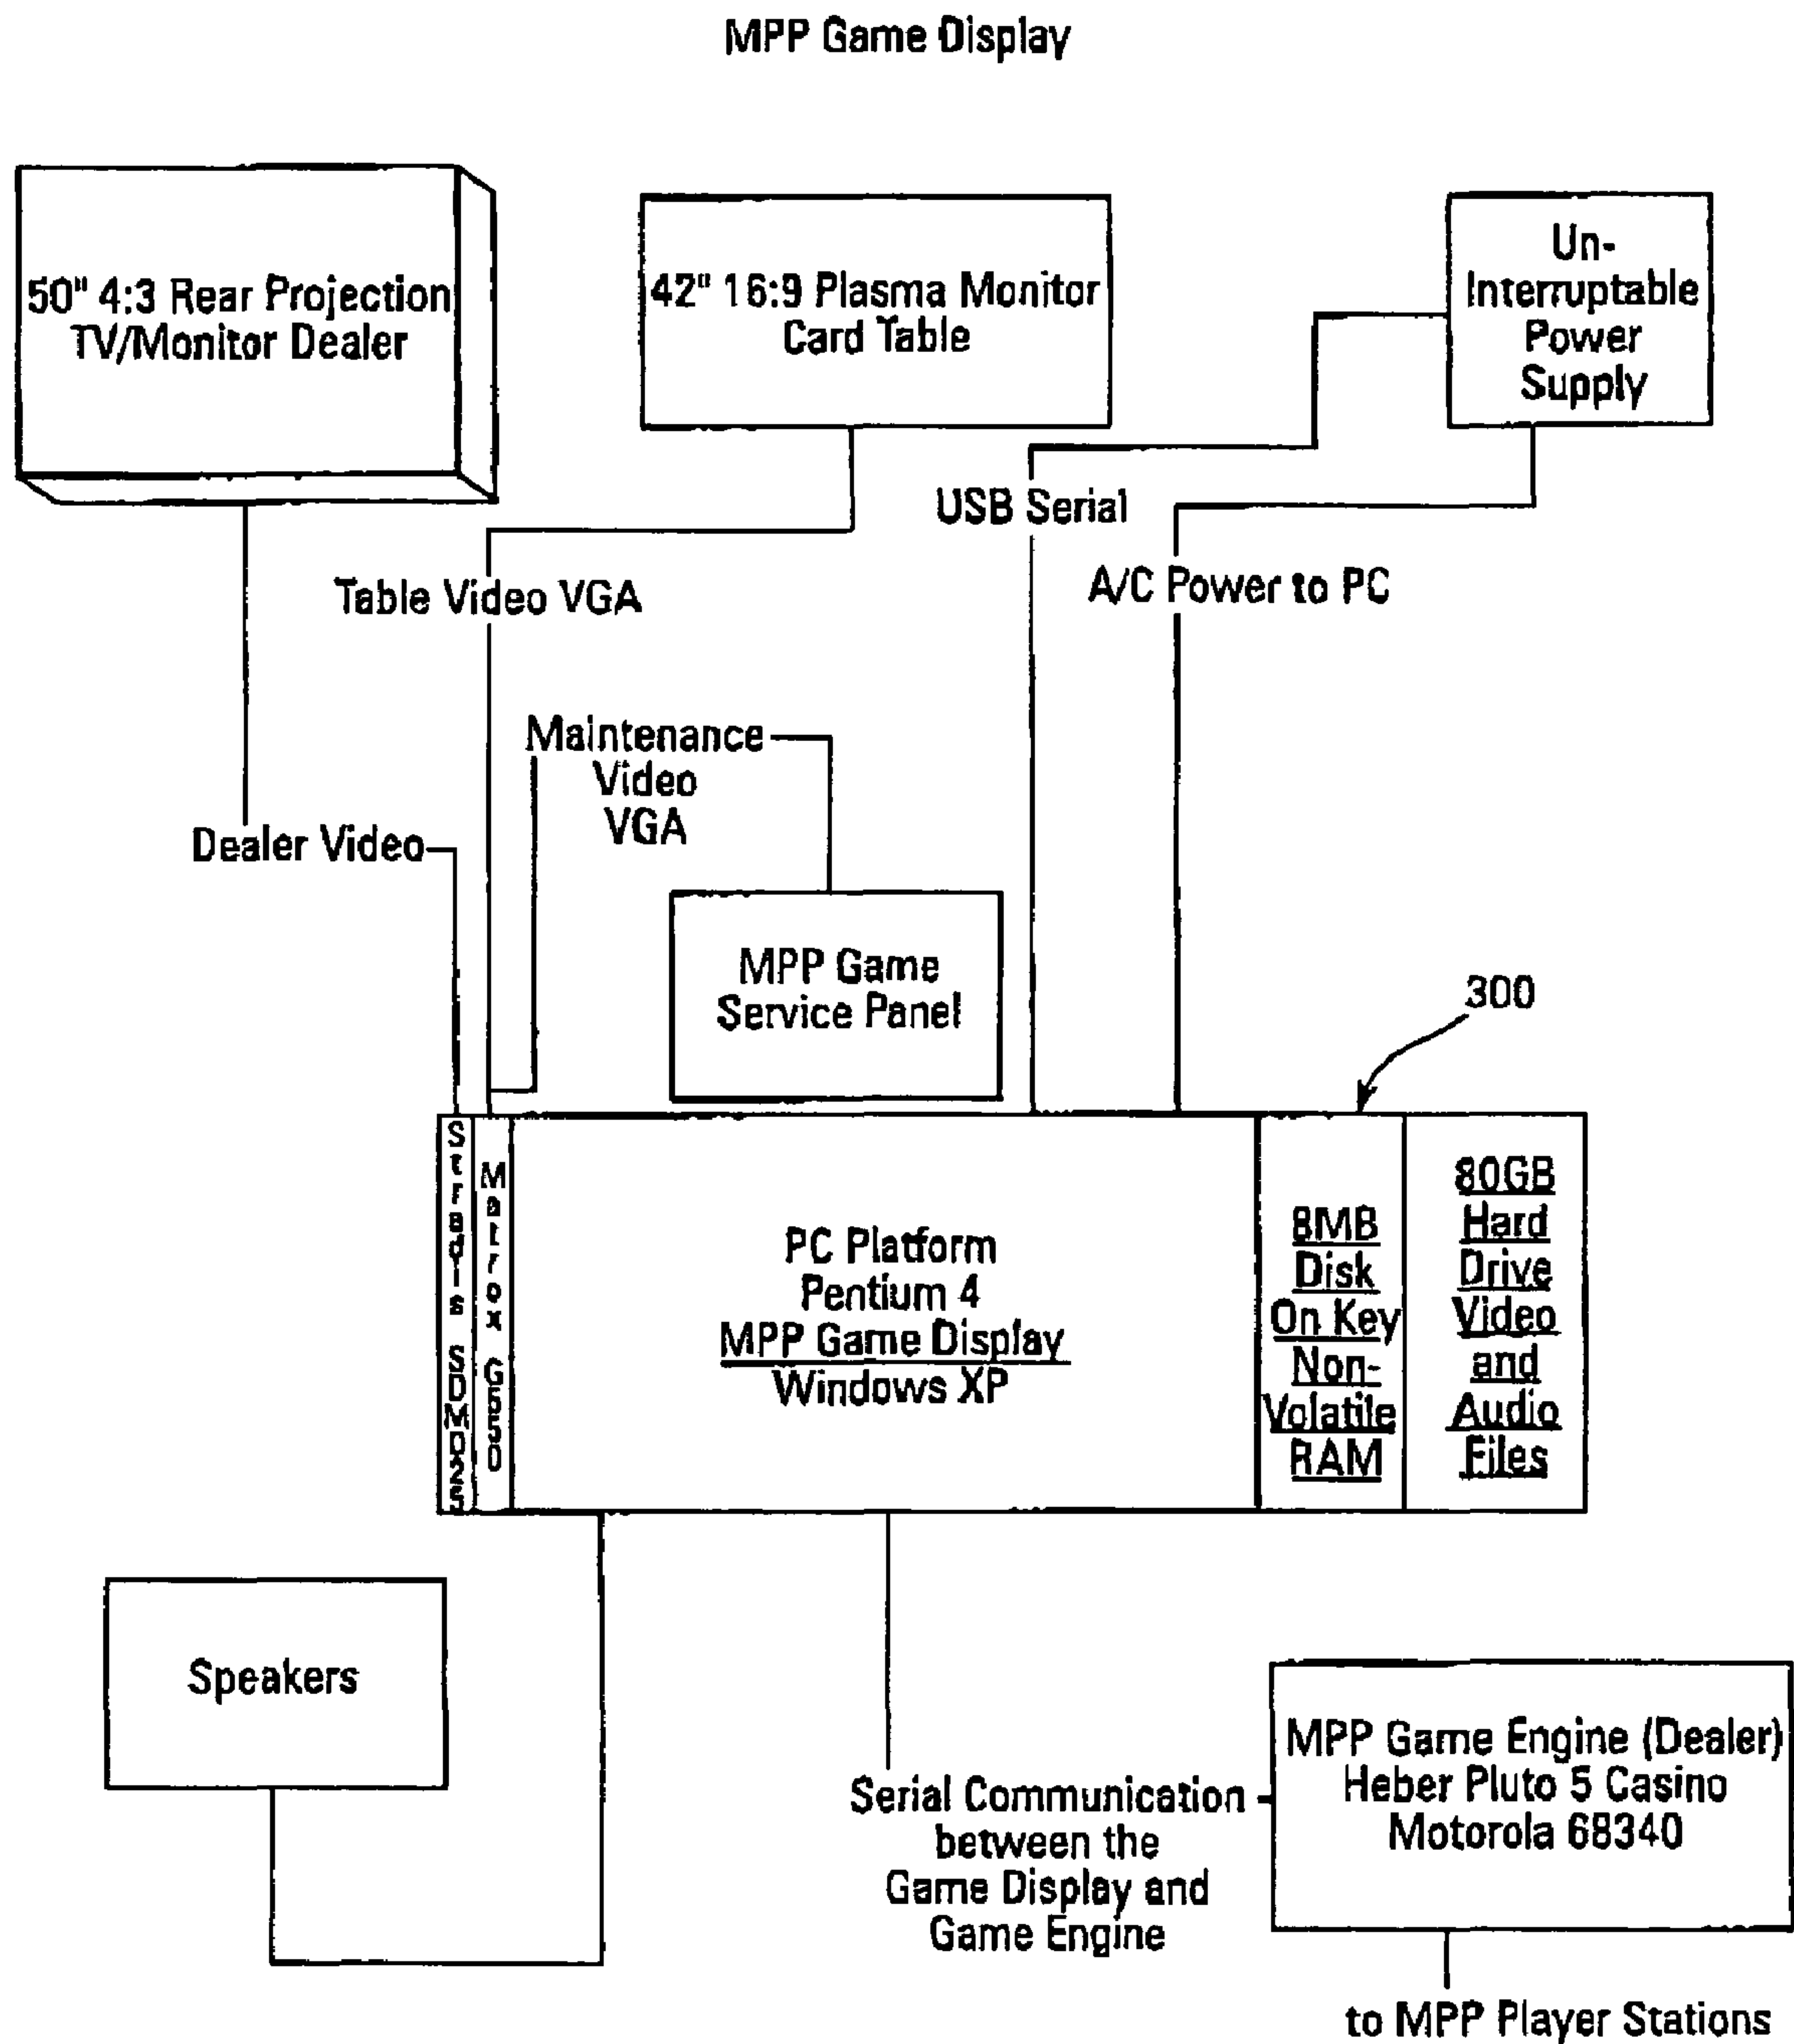 MPP Game Display
50" 4:3 Rear Projection
TV/Monitor Dealer
42" 16:9 Plasma Monitor
Card Table
Un-
Interruptable
Power
Supply
USB Serial
Table Video VGA
A/C Power to PC
Maintenance
Video
VGA
Dealer Video
MPP Game
Service Panel
300
Stradis SDM275
Matrox G550
PC Platform
Pentium 4
MPP Game Display
Windows XP
8MB
Disk
On Key
Non-
Volatile
RAM
80GB
Hard
Drive
Video
and
Audio
Files
Speakers
MPP Game Engine (Dealer)
Heber Pluto 5 Casino
Motorola 68340
Serial Communication
between the
Game Display and
Game Engine
to MPP Player Stations